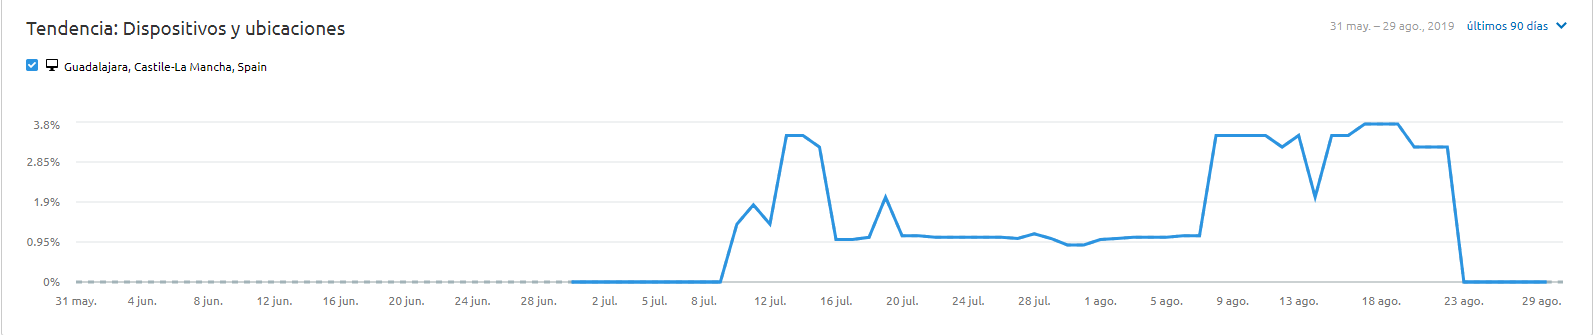 Tendencia: Dispositivos y ubicaciones
31 may. – 29 ago., 2019 últimos 90 días
Guadalajara, Castile-La Mancha, Spain
3.8%
2.85%
1.9%
0.95%
0%
31 may. 4 jun. 8 jun. 12 jun. 16 jun. 20 jun. 24 jun. 28 jun. 2 jul. 5 jul. 8 jul. 12 jul. 16 jul. 20 jul. 24 jul. 28 jul. 1 ago. 5 ago. 9 ago. 13 ago. 18 ago. 23 ago. 29 ago.